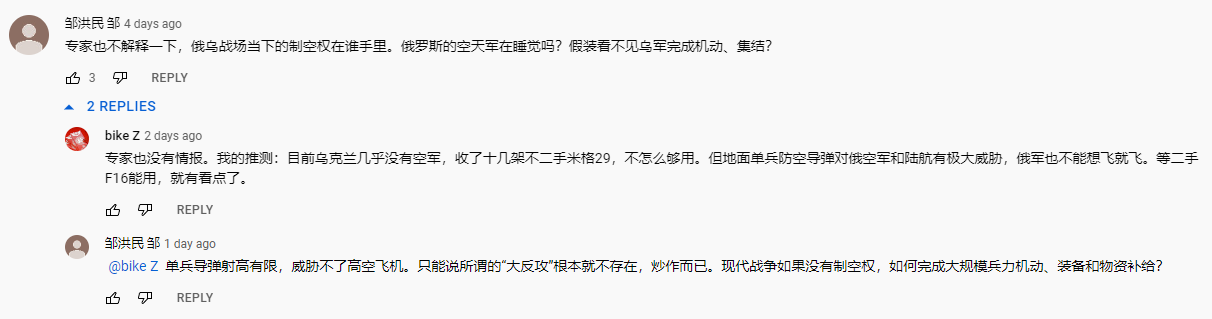 邹洪民 邹 4 days ago
专家也不解释一下，俄乌战场当下的制空权在谁手里。俄罗斯的空天军在睡觉吗？假装看不见乌军完成机动、集结？
3 REPLY
2 REPLIES
bike Z 2 days ago
专家也没有情报。我的推测：目前乌克兰几乎没有空军，收了十几架不二手米格29，不怎么够用。但地面单兵防空导弹对俄空军和陆航有极大威胁，俄军也不能想飞就飞。等二手
F16能用，就有看点了。
REPLY
邹洪民 邹 1 day ago
@bike Z 单兵导弹射高有限，威胁不了高空飞机。只能说所谓的“大反攻”根本就不存在，炒作而已。现代战争如果没有制空权，如何完成大规模兵力机动、装备和物资补给？
REPLY